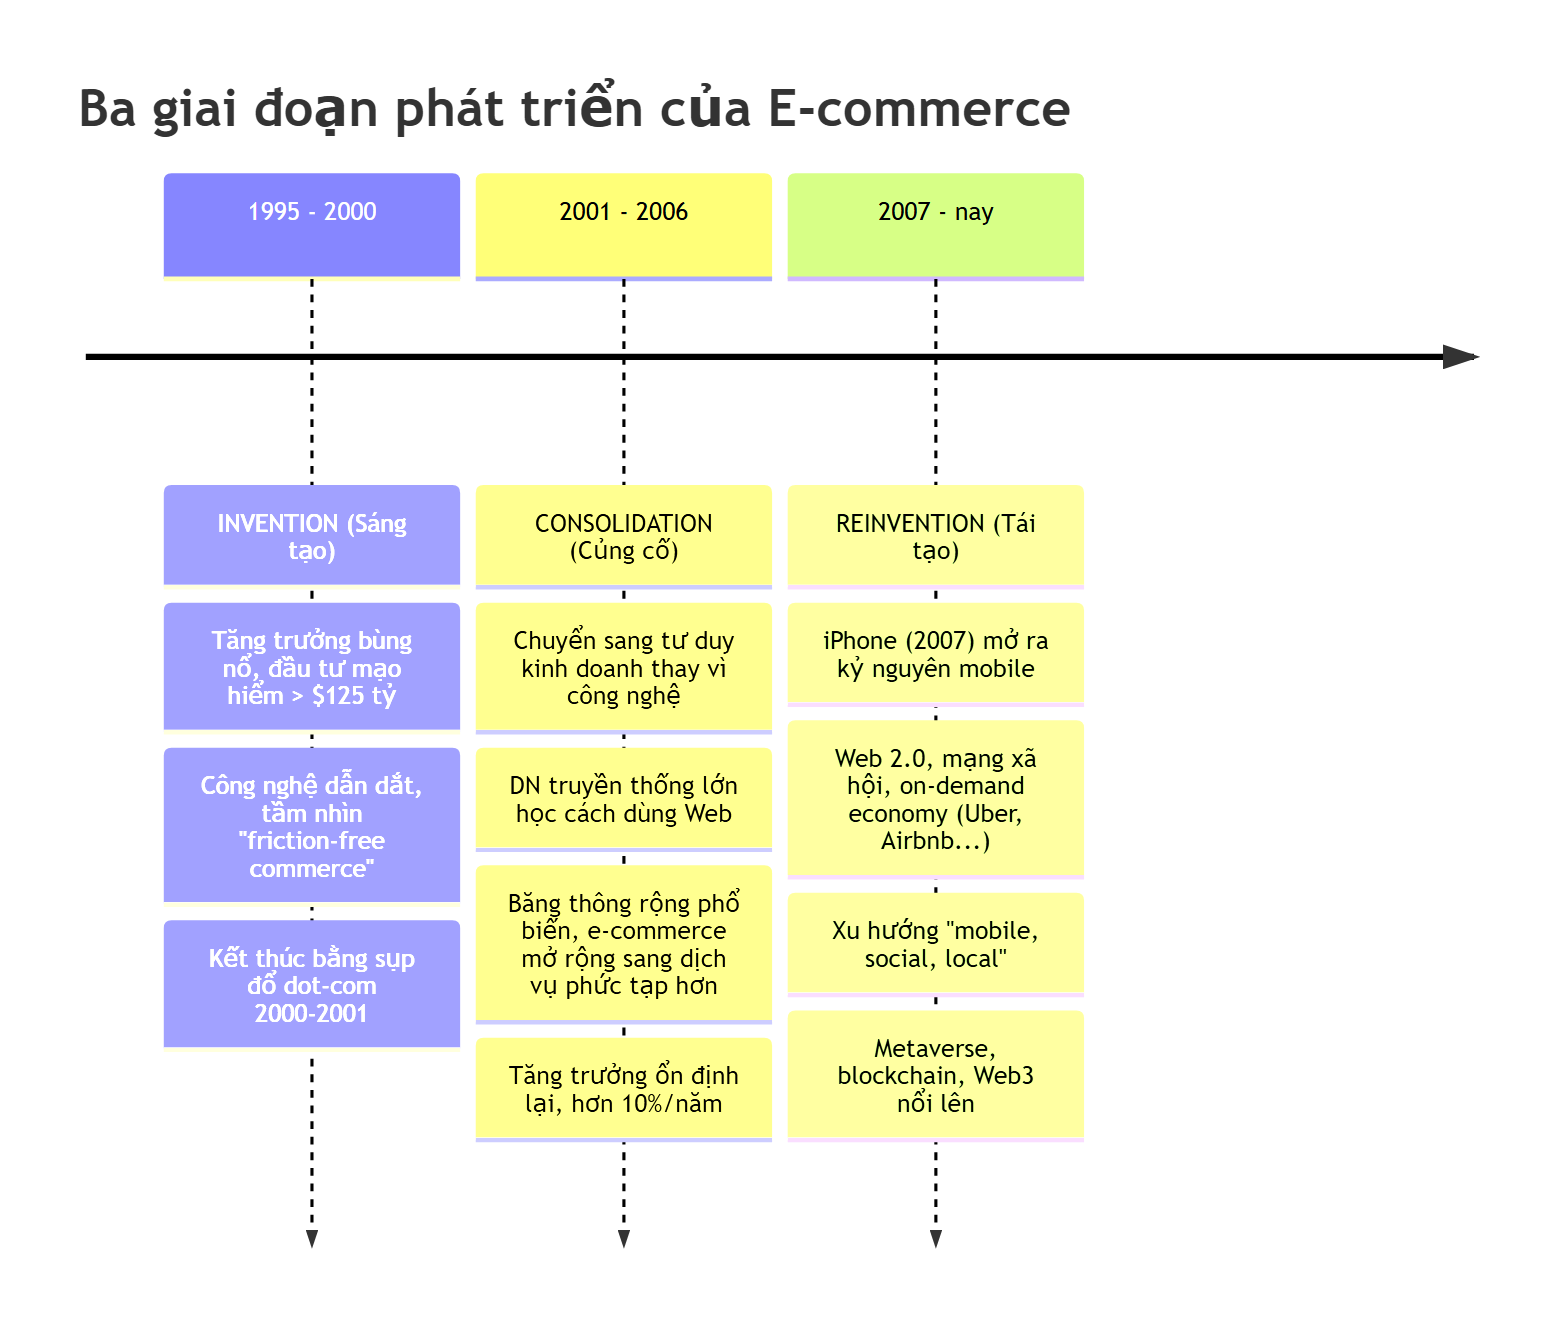 Ba giai đoạn phát triển của E-commerce
1995 - 2000
2001 - 2006
2007 - nay
INVENTION (Sáng
tạo)
Tăng trưởng bùng
nổ, đầu tư mạo
hiểm > $125 tỷ
Công nghệ dẫn dắt,
tầm nhìn
"friction-free
commerce"
Kết thúc bằng sụp
đổ dot-com
2000-2001
CONSOLIDATION
(Củng cố)
Chuyển sang tư duy
kinh doanh thay vì
công nghệ
DN truyền thống lớn
học cách dùng Web
Băng thông rộng phổ
biến, e-commerce
mở rộng sang dịch
vụ phức tạp hơn
Tăng trưởng ổn định
lại, hơn 10%/năm
REINVENTION (Tái
tạo)
iPhone (2007) mở ra
kỷ nguyên mobile
Web 2.0, mạng xã
hội, on-demand
economy (Uber,
Airbnb...)
Xu hướng "mobile,
social, local"
Metaverse,
blockchain, Web3
nổi lên